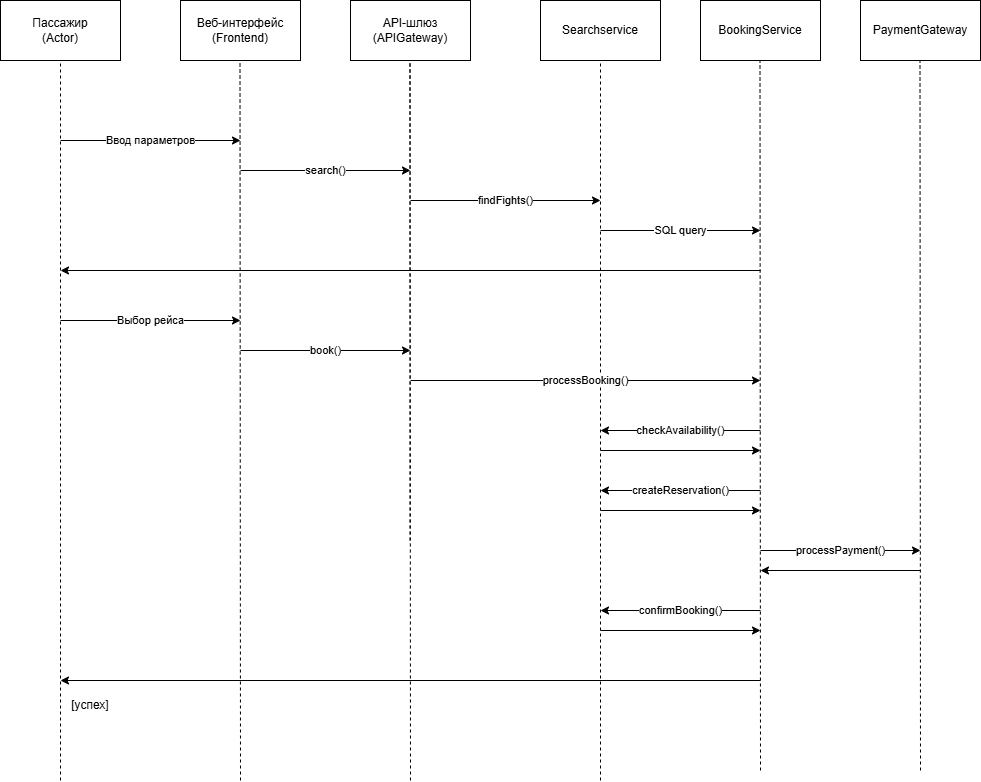 Пассажир
(Actor)
Веб-интерфейс
(Frontend)
API-шлюз
(APIGateway)
Searchservice
BookingService
PaymentGateway
Ввод параметров
search()
findFights()
SQL query
Выбор рейса
book()
processBooking()
checkAvailability()
createReservation()
processPayment()
confirmBooking()
[успех]